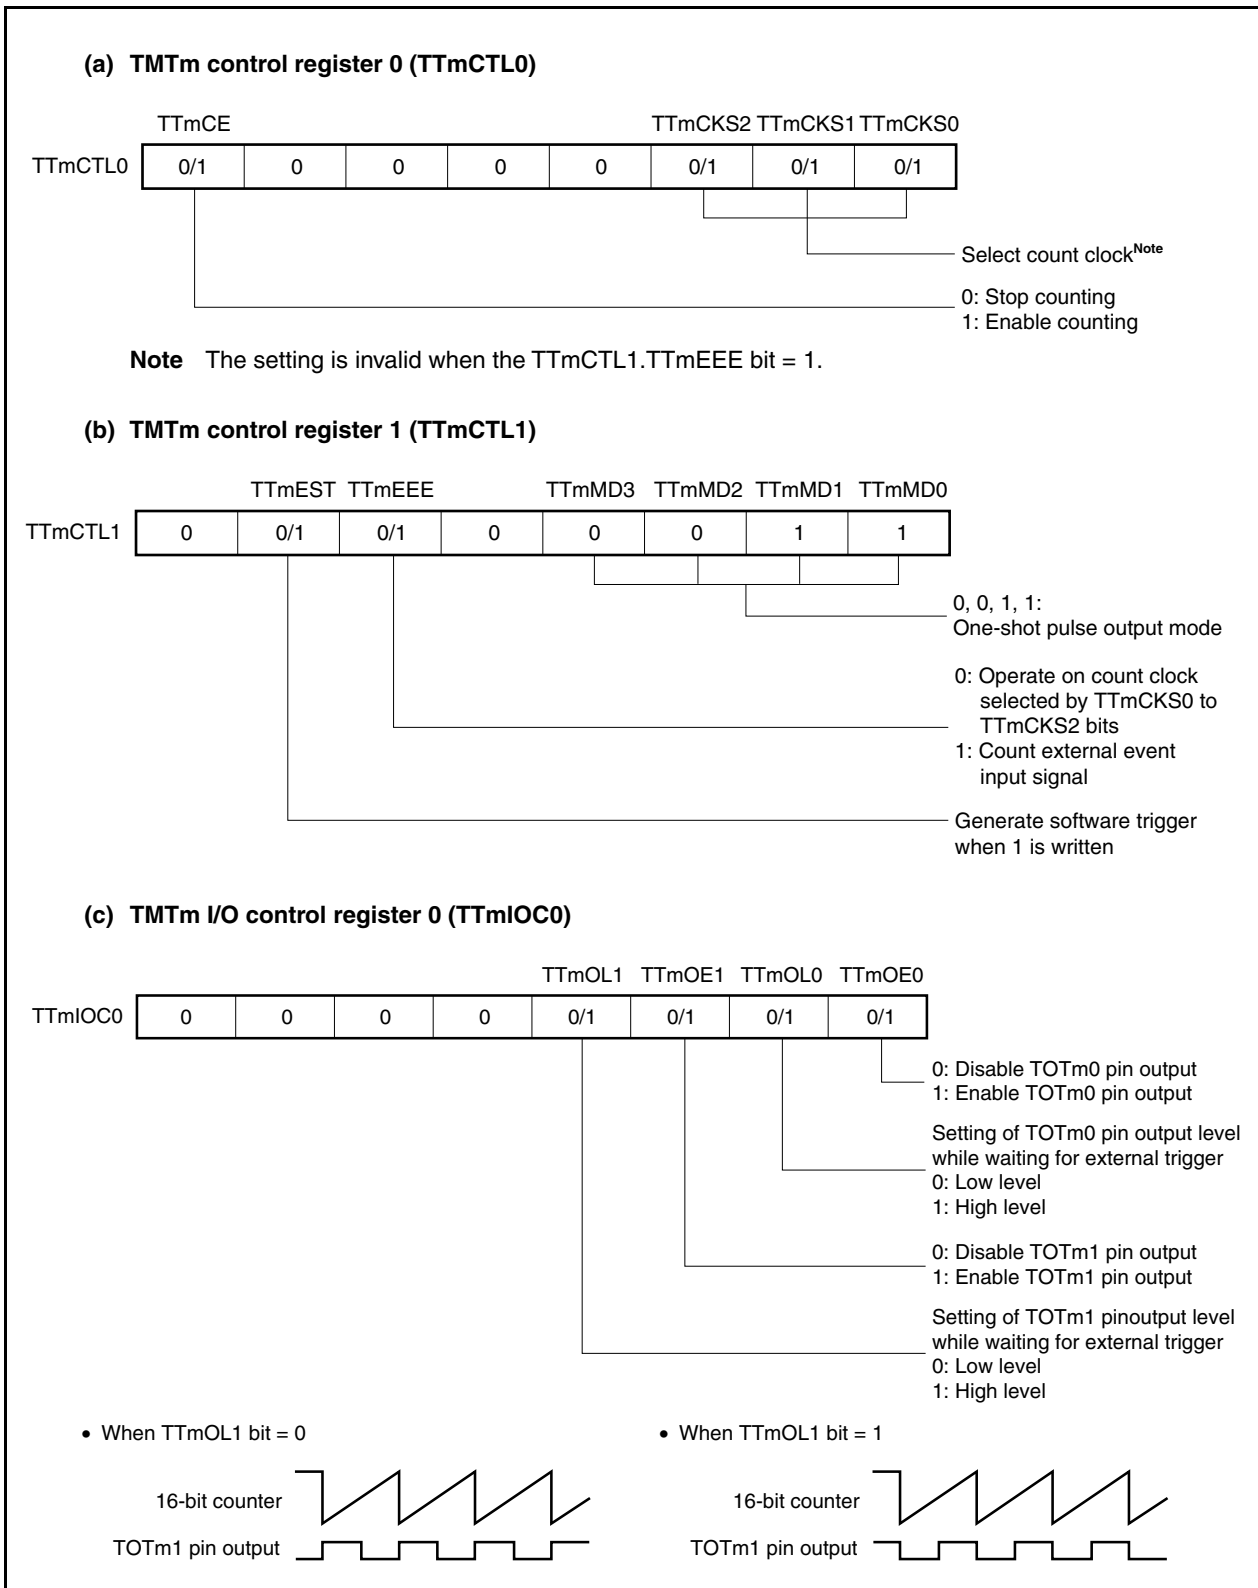 (a) TMTm control register 0 (TTmCTL0)
TTmCE TTmCKS2 TTmCKS1 TTmCKS0
TTmCTL0 0/1 0 0 0 0 0/1 0/1 0/1
Select count clockNote
0: Stop counting
1: Enable counting
Note The setting is invalid when the TTmCTL1.TTmEEE bit = 1.
(b) TMTm control register 1 (TTmCTL1)
TTmEST TTmEEE TTmMD3 TTmMD2 TTmMD1 TTmMD0
TTmCTL1 0 0/1 0/1 0 0 0 1 1
0, 0, 1, 1:
One-shot pulse output mode
0: Operate on count clock
selected by TTmCKS0 to
TTmCKS2 bits
1: Count external event
input signal
Generate software trigger
when 1 is written
(c) TMTm I/O control register 0 (TTmIOC0)
TTmOL1 TTmOE1 TTmOL0 TTmOE0
TTmIOC0 0 0 0 0 0/1 0/1 0/1 0/1
0: Disable TOTm0 pin output
1: Enable TOTm0 pin output
Setting of TOTm0 pin output level
while waiting for external trigger
0: Low level
1: High level
0: Disable TOTm1 pin output
1: Enable TOTm1 pin output
Setting of TOTm1 pinoutput level
while waiting for external trigger
0: Low level
1: High level
• When TTmOL1 bit = 0
16-bit counter
TOTm1 pin output
• When TTmOL1 bit = 1
16-bit counter
TOTm1 pin output